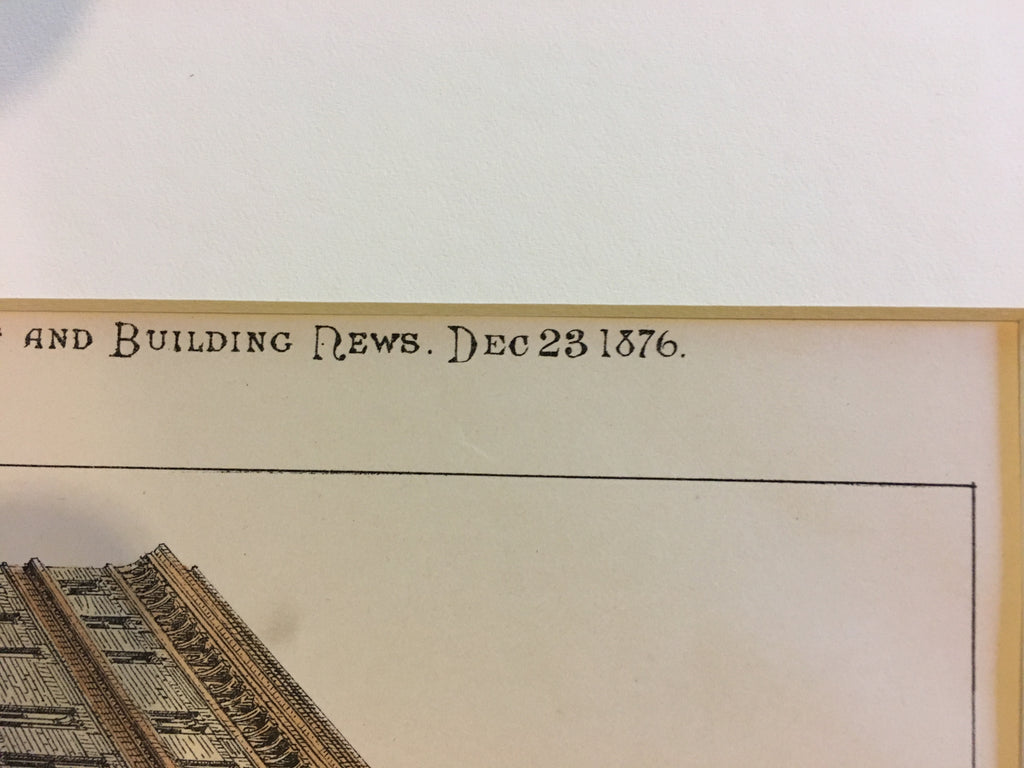 AND BUILDING NEWS. DEC 23 1876.